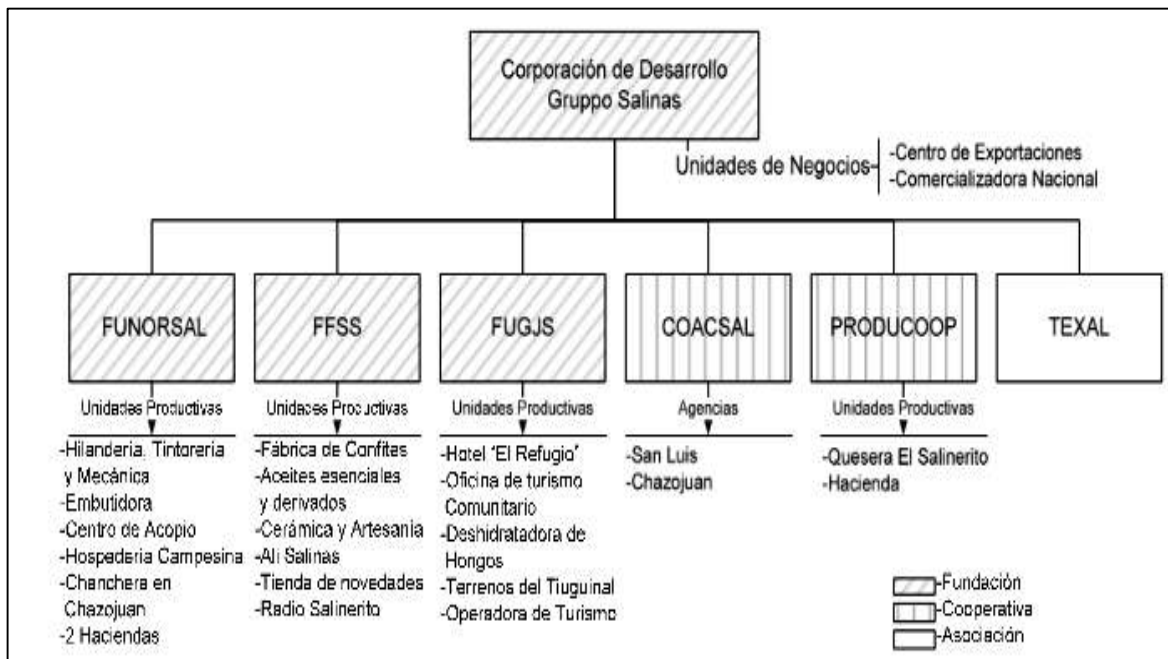 Corporación de Desarrollo
Gruppo Salinas
Unidades de Negocios
-Centro de Exportaciones
-Comercializadora Nacional
FUNORSAL
FFSS
FUGJS
COACSAL
PRODUCOOP
TEXAL
Unidades Productivas
-Hilandería, Tintorería
y Mecánica
-Embutidora
-Centro de Acopio
-Hospedería Campesina
-Chanchera en
Chazojuan
-2 Haciendas
Unidades Productivas
-Fábrica de Confites
-Aceites esenciales
y derivados
-Cerámica y Artesanía
-Ali Salinas
-Tienda de novedades
-Radio Salinerito
Unidades Productivas
-Hotel "El Refugio"
-Oficina de turismo
Comunitario
-Deshidratadora de
Hongos
-Terrenos del Tiuguinal
-Operadora de Turismo
Agencias
-San Luis
-Chazojuan
Unidades Productivas
-Quesera El Salinerito
-Hacienda
-Fundación
-Cooperativa
-Asociación